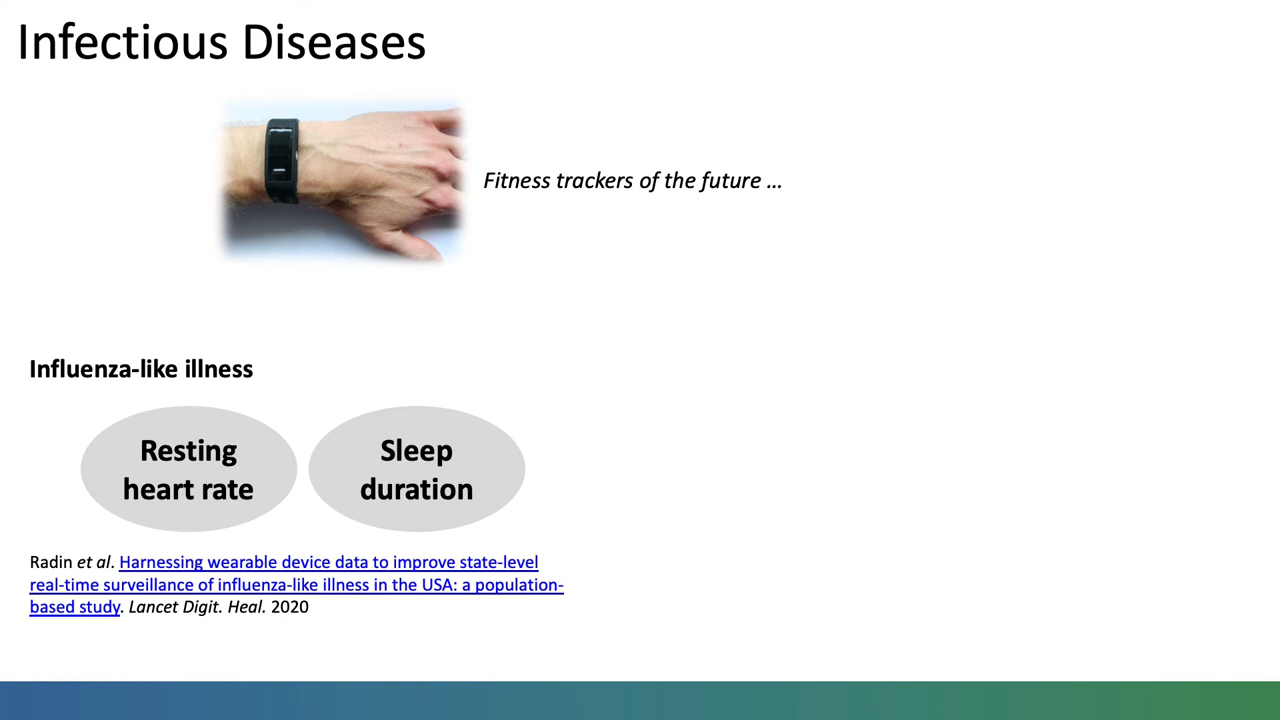 Infectious Diseases
Fitness trackers of the future ...
Influenza-like illness
Resting
heart rate
Sleep
duration
Radin et al. Harnessing wearable device data to improve state-level
real-time surveillance of influenza-like illness in the USA: a population-
based study. Lancet Digit. Heal. 2020